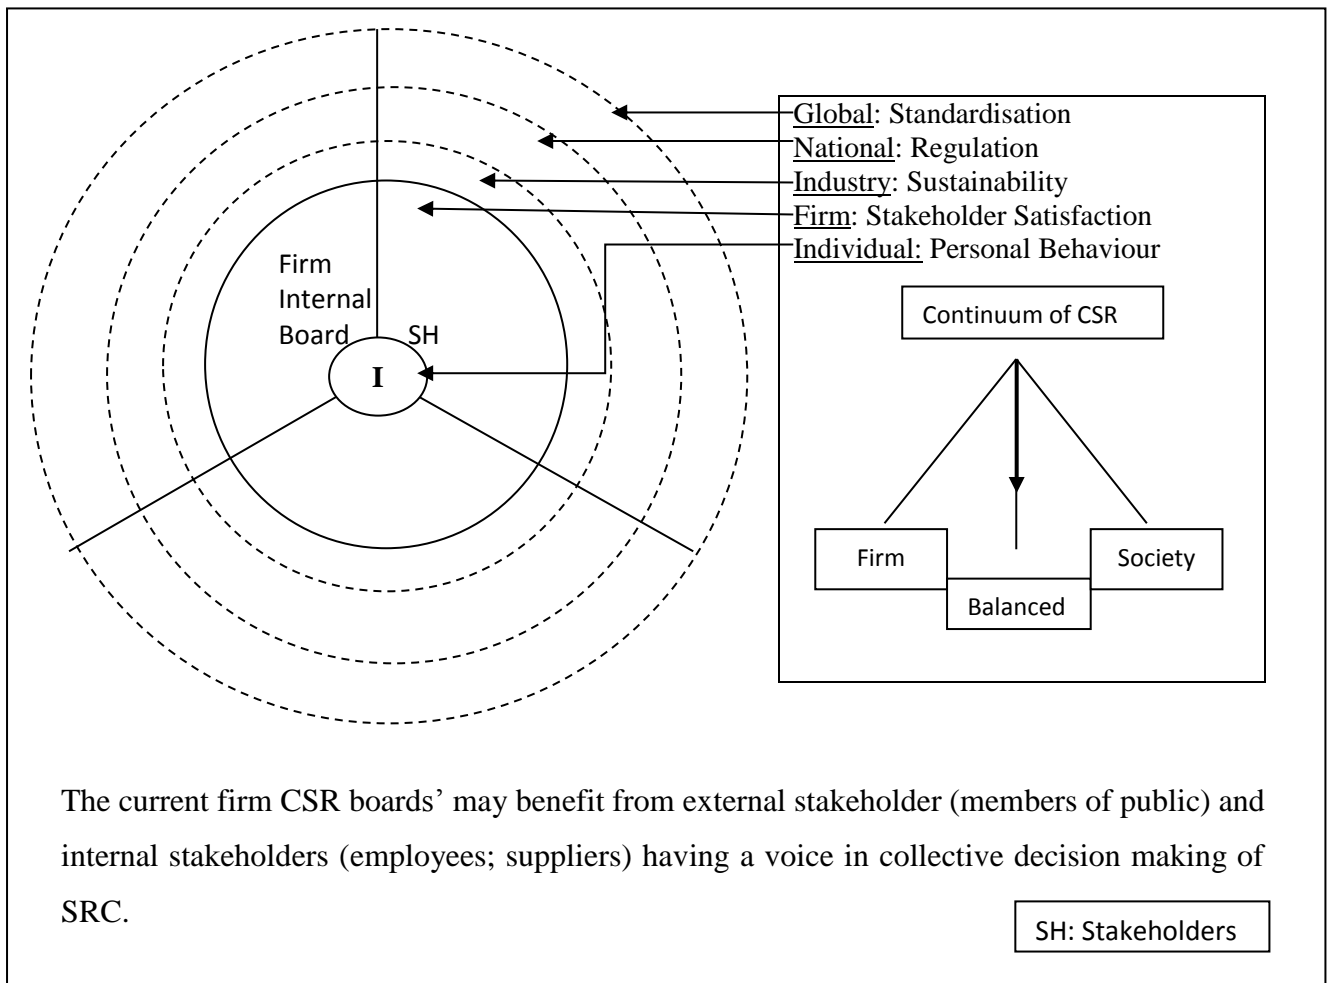 Global: Standardisation
National: Regulation
Industry: Sustainability
Firm: Stakeholder Satisfaction
Individual: Personal Behaviour
Firm
Internal
Board
SH
I
Continuum of CSR
Firm
Society
Balanced
The current firm CSR boards’ may benefit from external stakeholder (members of public) and
internal stakeholders (employees; suppliers) having a voice in collective decision making of
SRC.
SH: Stakeholders